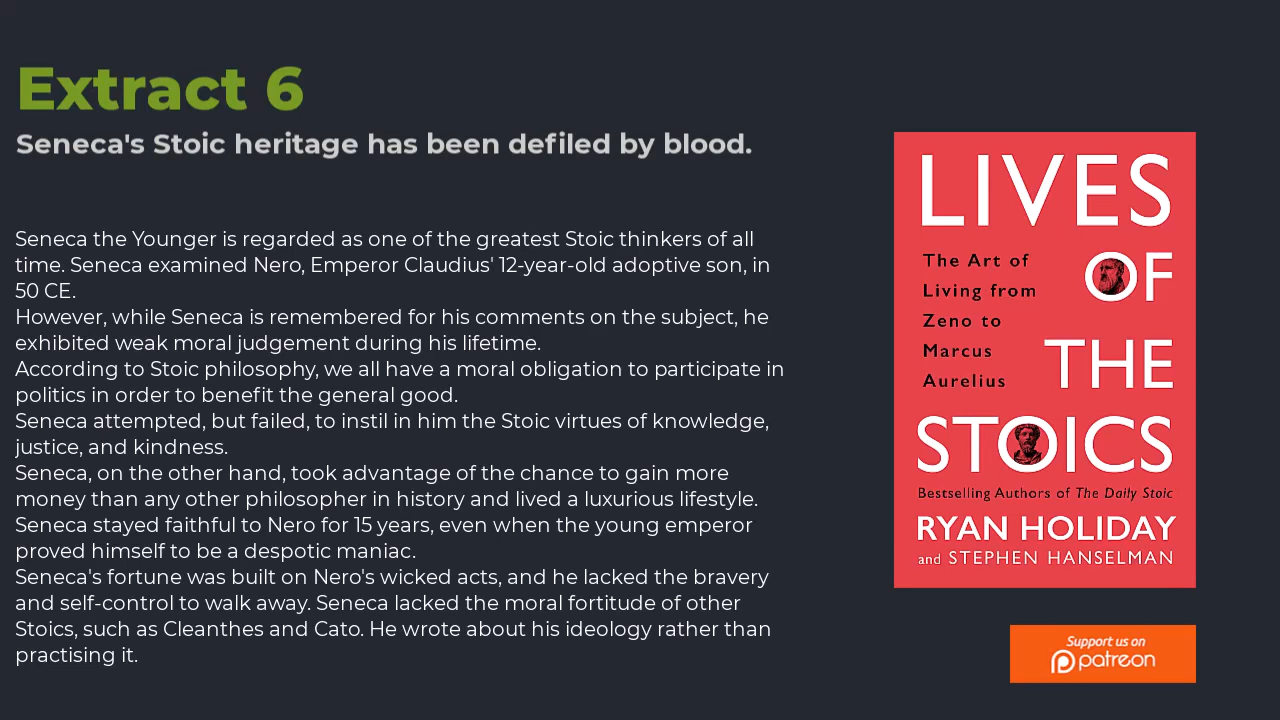 Extract 6
Seneca's Stoic heritage has been defiled by blood.
Seneca the Younger is regarded as one of the greatest Stoic thinkers of all
time. Seneca examined Nero, Emperor Claudius' 12-year-old adoptive son, in
50 CE.
However, while Seneca is remembered for his comments on the subject, he
exhibited weak moral judgement during his lifetime.
According to Stoic philosophy, we all have a moral obligation to participate in
politics in order to benefit the general good.
Seneca attempted, but failed, to instil in him the Stoic virtues of knowledge,
justice, and kindness.
Seneca, on the other hand, took advantage of the chance to gain more
money than any other philosopher in history and lived a luxurious lifestyle.
Seneca stayed faithful to Nero for 15 years, even when the young emperor
proved himself to be a despotic maniac.
Seneca's fortune was built on Nero's wicked acts, and he lacked the bravery
and self-control to walk away. Seneca lacked the moral fortitude of other
Stoics, such as Cleanthes and Cato. He wrote about his ideology rather than
practising it.
LIVES
OF
The Art of
Living from
Zeno to
Marcus
Aurelius
THE
STOICS
Bestselling Authors of The Daily Stoic
RYAN HOLIDAY
and STEPHEN HANSELMAN
Support us on
patreon